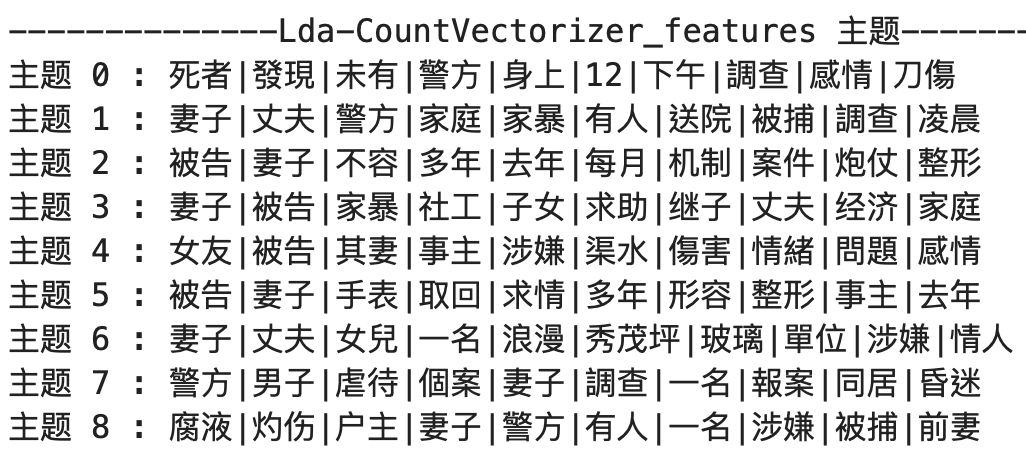 --------------Lda-CountVectorizer_features 主题-------
主题 0 : 死者|發現|未有|警方|身上|12|下午|調查|感情|刀傷
主题 1 : 妻子|丈夫|警方|家庭|家暴|有人|送院|被捕|調查|凌晨
主题 2 : 被告|妻子|不容|多年|去年|每月|机制|案件|炮仗|整形
主题 3 : 妻子|被告|家暴|社工|子女|求助|继子|丈夫|经济|家庭
主题 4 : 女友|被告|其妻|事主|涉嫌|渠水|傷害|情緒|問題|感情
主题 5 : 被告|妻子|手表|取回|求情|多年|形容|整形|事主|去年
主题 6 : 妻子|丈夫|女兒|一名|浪漫|秀茂坪|玻璃|單位|涉嫌|情人
主题 7 : 警方|男子|虐待|個案|妻子|調查|一名|報案|同居|昏迷
主题 8 : 腐液|灼伤|户主|妻子|警方|有人|一名|涉嫌|被捕|前妻